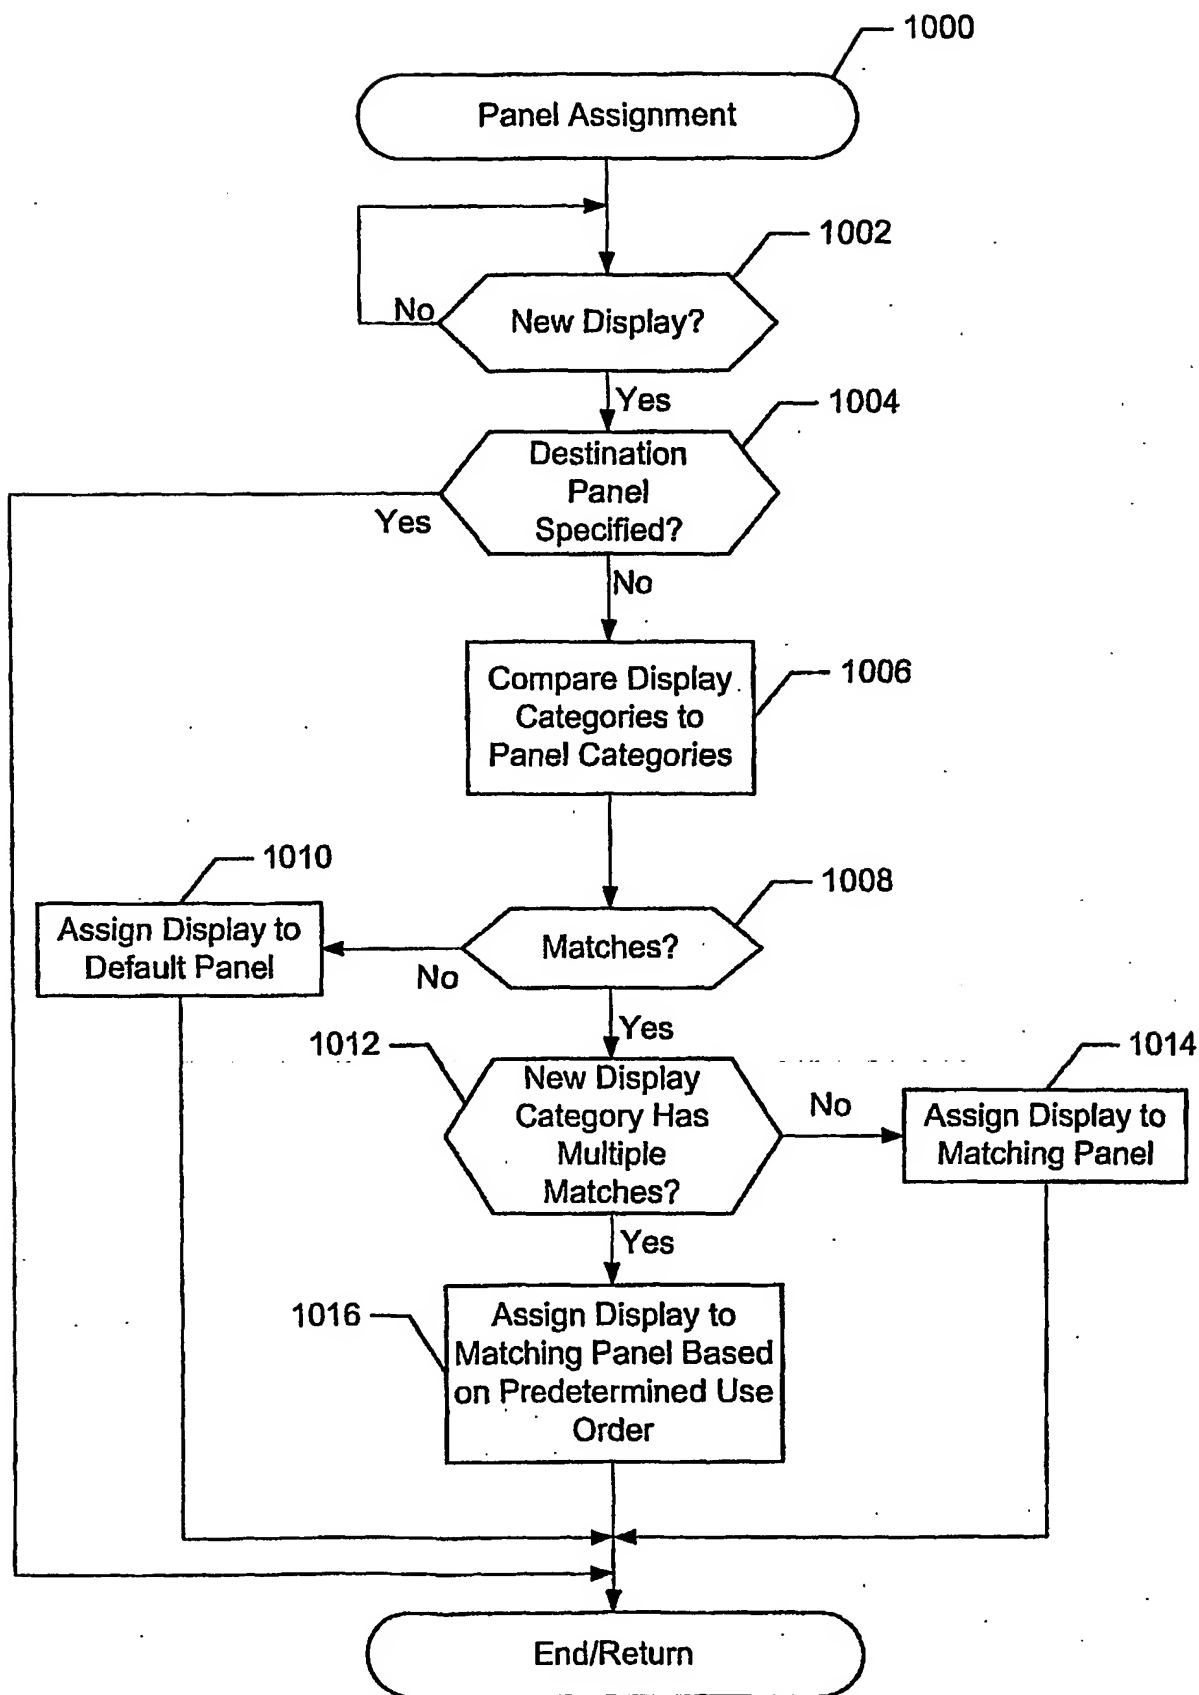 1000
Panel Assignment
1002
No
New Display?
Yes
1004
Destination
Panel
Specified?
Yes
No
Compare Display
Categories to
Panel Categories
1006
1010
Assign Display to
Default Panel
1008
Matches?
No
Yes
1012
New Display
Category Has
Multiple
Matches?
No
1014
Assign Display to
Matching Panel
Yes
1016
Assign Display to
Matching Panel Based
on Predetermined Use
Order
End/Return